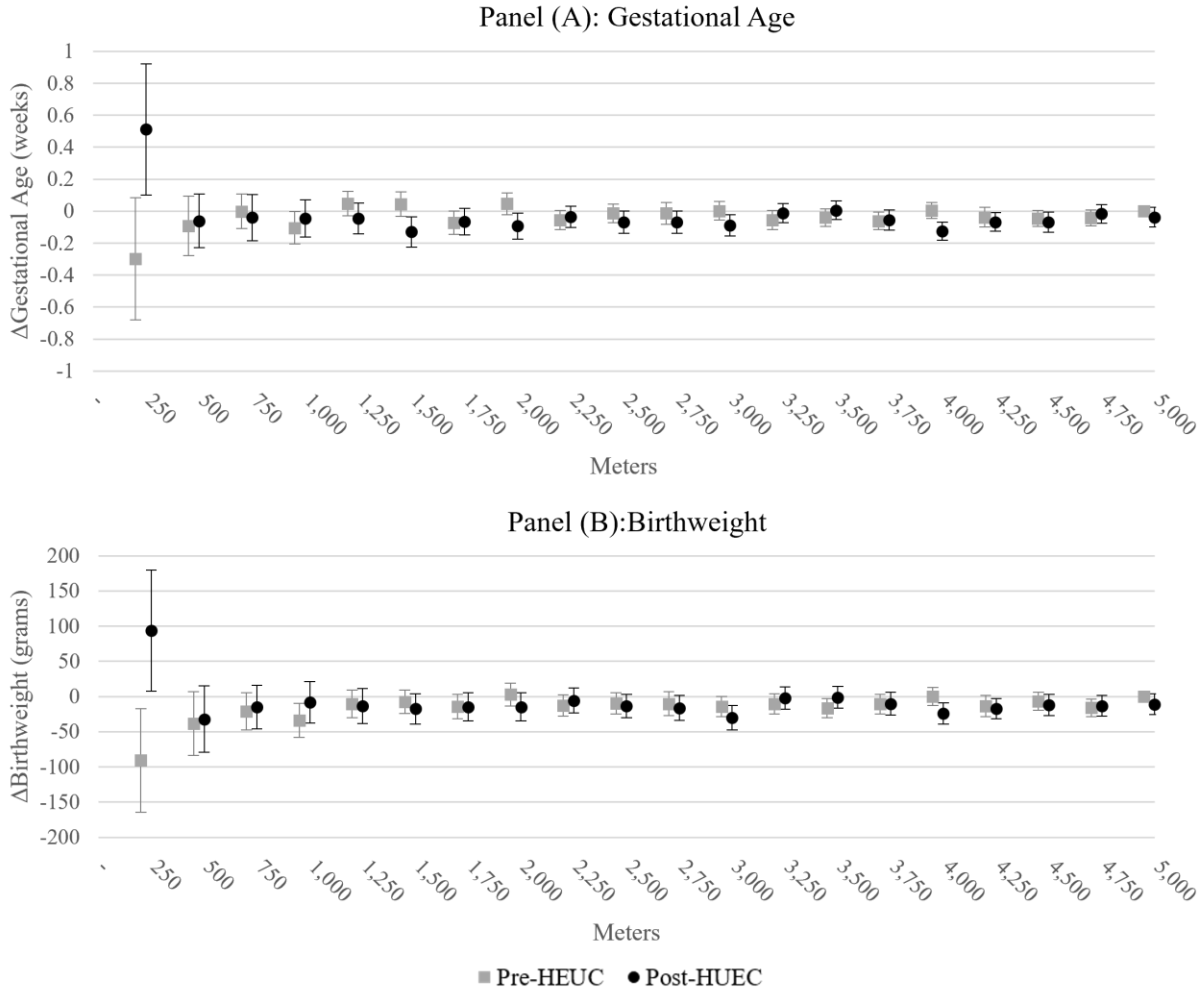 Panel (A): Gestational Age
ΔGestational Age (weeks)
1
0.8
0.6
0.4
0.2
0
-0.2
-0.4
-0.6
-0.8
-1
- 250 500 750 1,000 1,250 1,500 1,750 2,000 2,250 2,500 2,750 3,000 3,250 3,500 3,750 4,000 4,250 4,500 4,750 5,000
Meters
Panel (B):Birthweight
ΔBirthweight (grams)
200
150
100
50
0
-50
-100
-150
-200
- 250 500 750 1,000 1,250 1,500 1,750 2,000 2,250 2,500 2,750 3,000 3,250 3,500 3,750 4,000 4,250 4,500 4,750 5,000
Meters
Pre-HEUC Post-HUEC